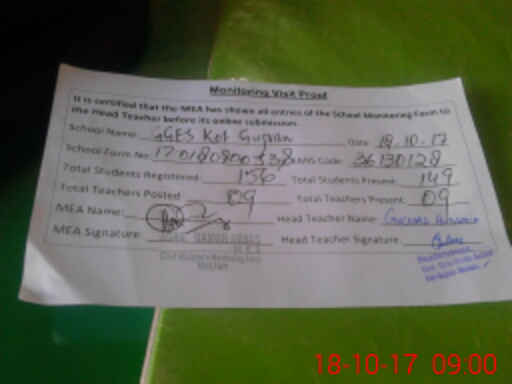 Monitoring Visit Proof
It is certified that the MEA has shown all entries of the School Monitoring Form to
the Head Teacher before its online submission.
School Name: GGES Kot Gujran Date: 18.10.17
School Form No: EMIS Code: 36130128
Total Students Registered: 156 Total Students Present: 149
Total Teachers Posted: 09 Total Teachers Present: 09
MEA Name: Head Teacher Name:
MEA Signature: Head Teacher Signature:
18-10-17 09:00